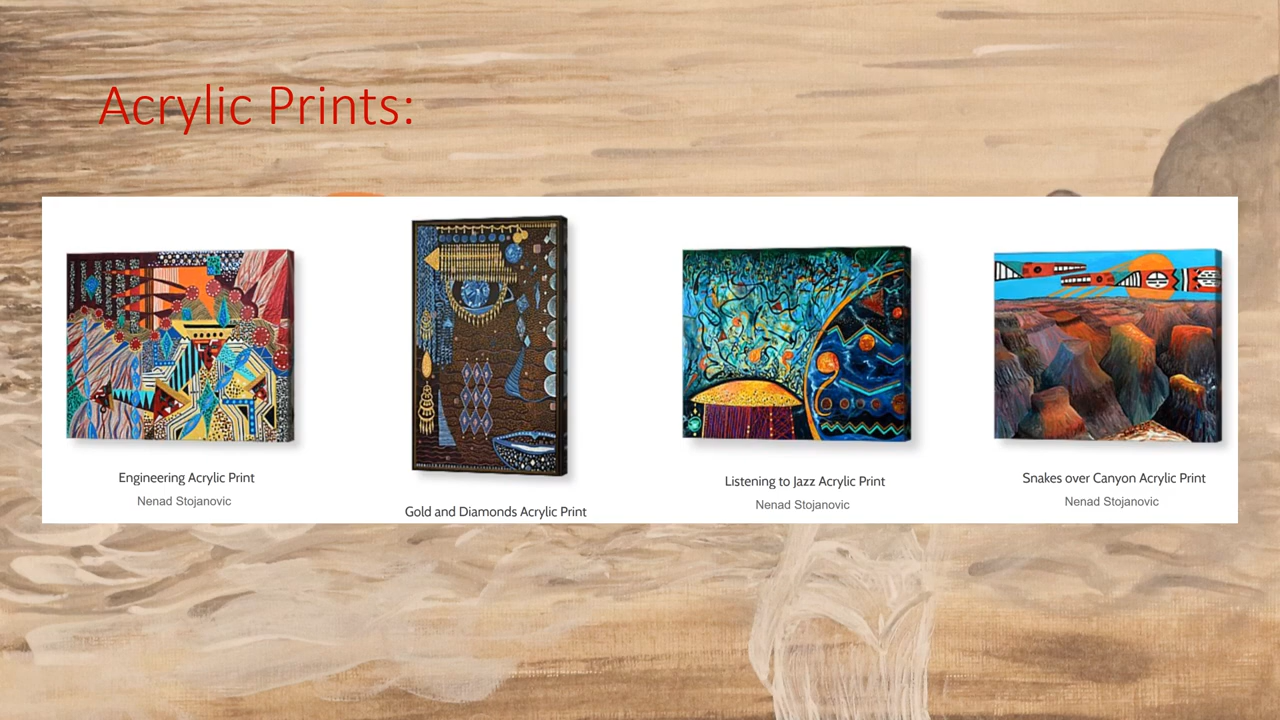 Acrylic Prints:
Engineering Acrylic Print
Nenad Stojanovic
Gold and Diamonds Acrylic Print
Listening to Jazz Acrylic Print
Nenad Stojanovic
Snakes over Canyon Acrylic Print
Nenad Stojanovic